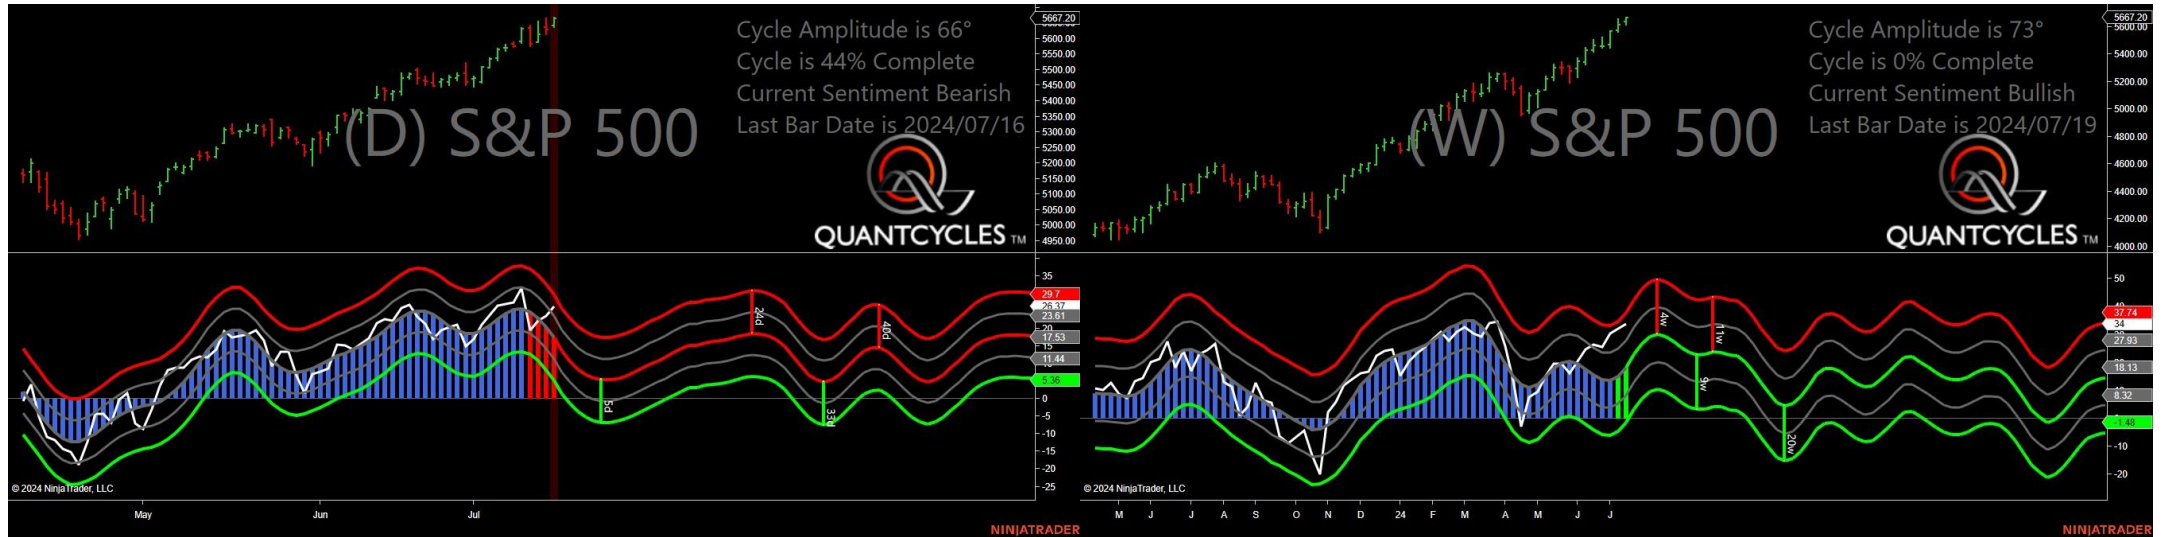 Cycle Amplitude is 66°
Cycle is 44% Complete
Current Sentiment Bearish
Last Bar Date is 2024/07/16
(D) S&P 500
QUANTCYCLES TM
5667.20
5600.00
5550.00
5500.00
5450.00
5400.00
5350.00
5300.00
5250.00
5200.00
5150.00
5100.00
5050.00
5000.00
4950.00
35
29.7
26.37
23.61
20
17.53
15
11.44
5.36
0
-5
-10
-15
-20
-25
5d
24d
33d
40d
© 2024 NinjaTrader, LLC
May
Jun
Jul
NINJATRADER
Cycle Amplitude is 73°
Cycle is 0% Complete
Current Sentiment Bullish
Last Bar Date is 2024/07/19
(W) S&P 500
QUANTCYCLES TM
5667.20
5600.00
5400.00
5200.00
5000.00
4800.00
4600.00
4400.00
4200.00
4000.00
50
37.74
34
27.93
18.13
8.32
-1.48
-10
-20
4w
9w
11w
20w
© 2024 NinjaTrader, LLC
M J J A S O N D 24 F M A M J J
NINJATRADER